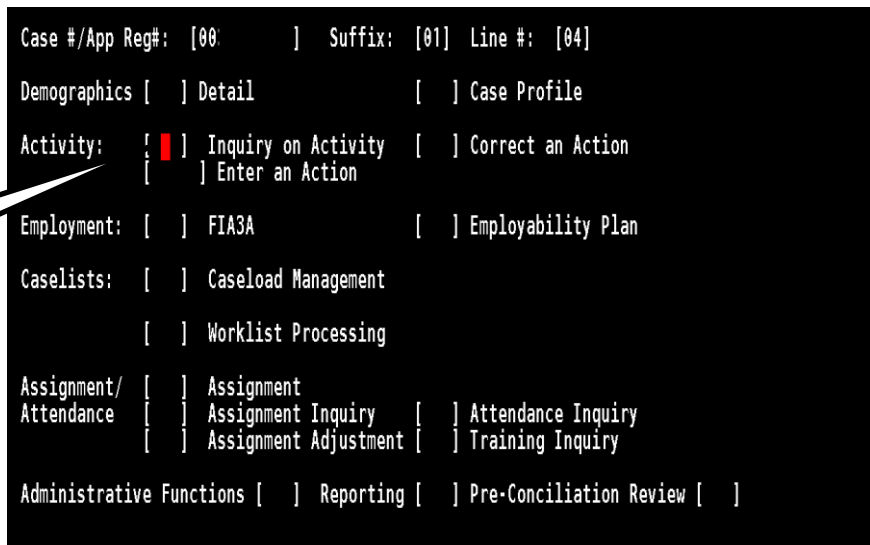 Case #/App Reg#: [00       ] Suffix: [01] Line #: [04]
Demographics [ ] Detail [ ] Case Profile
Activity: [ ] Inquiry on Activity [ ] Correct an Action
[ ] Enter an Action
Employment: [ ] FIA3A [ ] Employability Plan
Caselists: [ ] Caseload Management
[ ] Worklist Processing
Assignment/ [ ] Assignment
Attendance [ ] Assignment Inquiry [ ] Attendance Inquiry
[ ] Assignment Adjustment [ ] Training Inquiry
Administrative Functions [ ] Reporting [ ] Pre-Conciliation Review [ ]